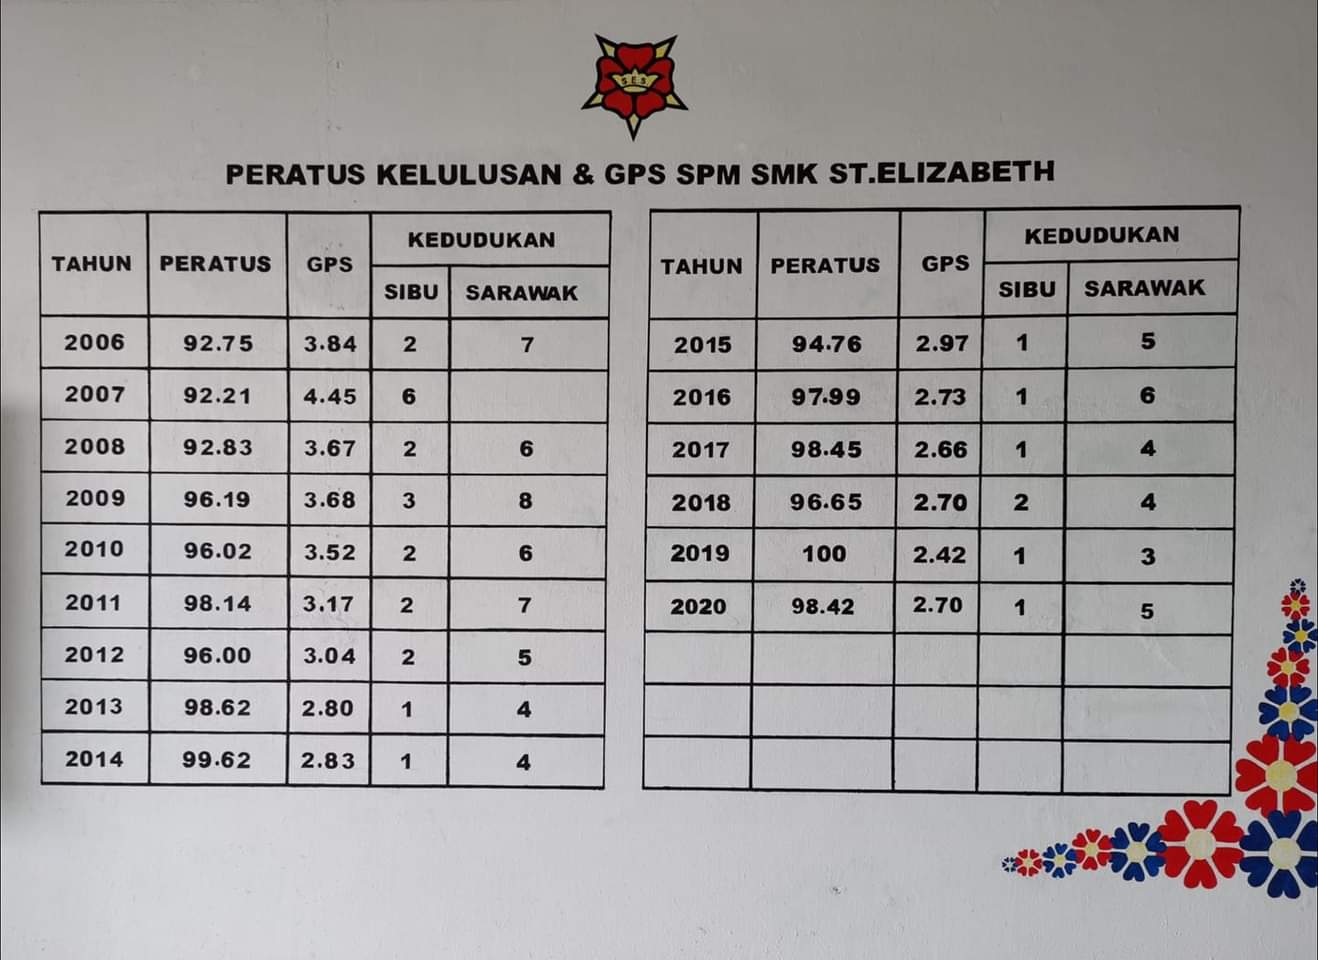 SES
PERATUS KELULUSAN & GPS SPM SMK ST.ELIZABETH
TAHUN PERATUS GPS KEDUDUKAN
SIBU SARAWAK
2006 92.75 3.84 2 7
2007 92.21 4.45 6
2008 92.83 3.67 2 6
2009 96.19 3.68 3 8
2010 96.02 3.52 2 6
2011 98.14 3.17 2 7
2012 96.00 3.04 2 5
2013 98.62 2.80 1 4
2014 99.62 2.83 1 4
TAHUN PERATUS GPS KEDUDUKAN
SIBU SARAWAK
2015 94.76 2.97 1 5
2016 97.99 2.73 1 6
2017 98.45 2.66 1 4
2018 96.65 2.70 2 4
2019 100 2.42 1 3
2020 98.42 2.70 1 5